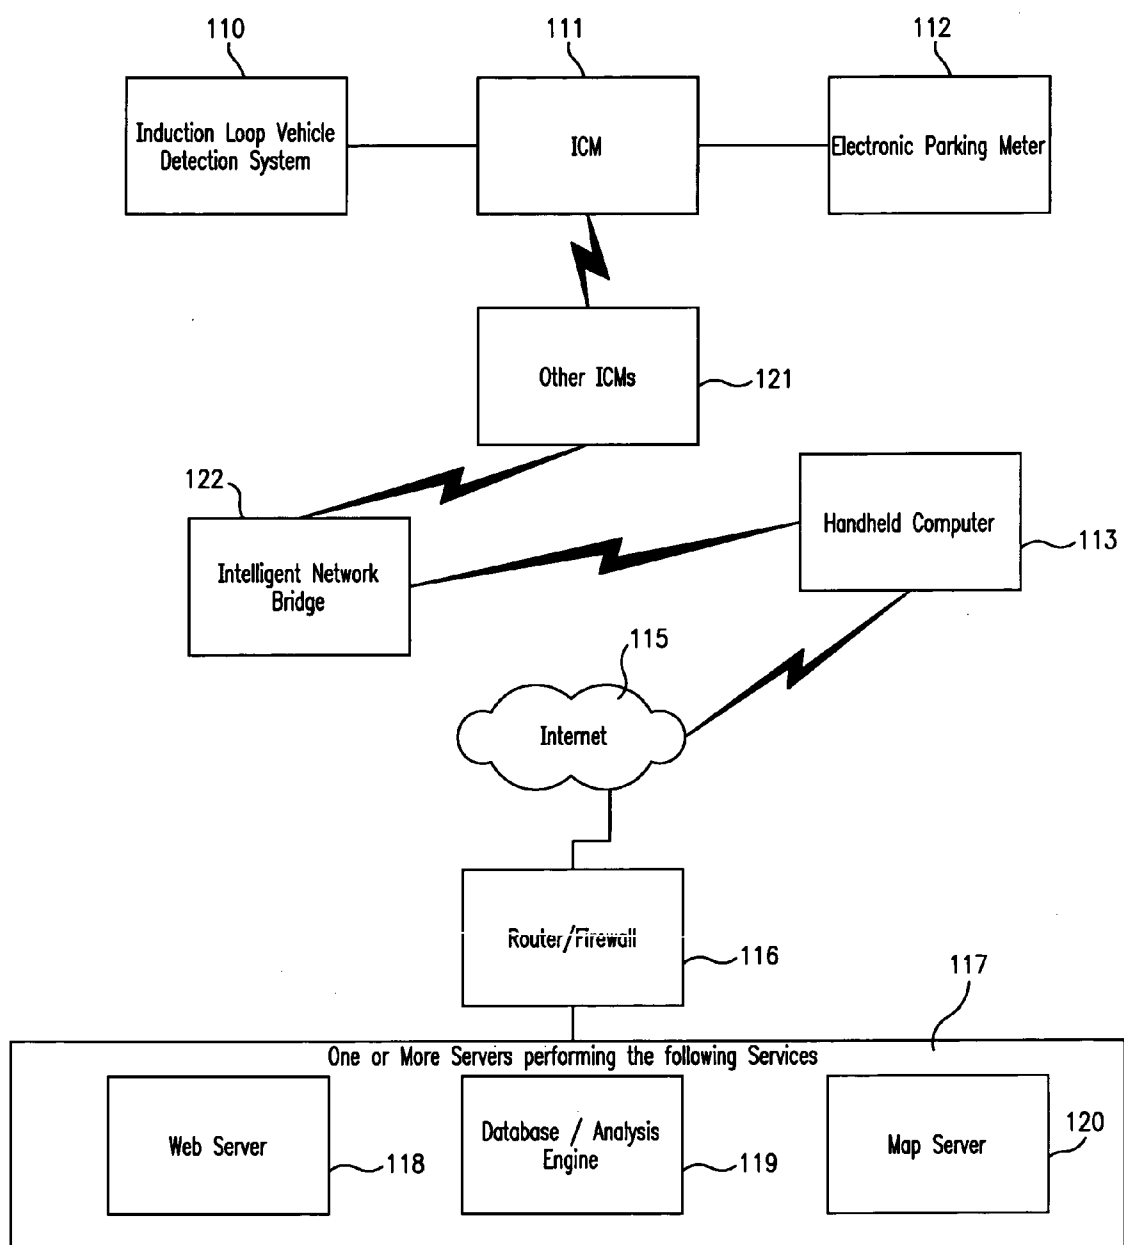 110
111
112
Induction Loop Vehicle
Detection System
ICM
Electronic Parking Meter
Other ICMs
121
122
Handheld Computer
113
Intelligent Network
Bridge
115
Internet
Router/Firewall
116
117
One or More Servers performing the following Services
Web Server
118
Database / Analysis
Engine
119
Map Server
120